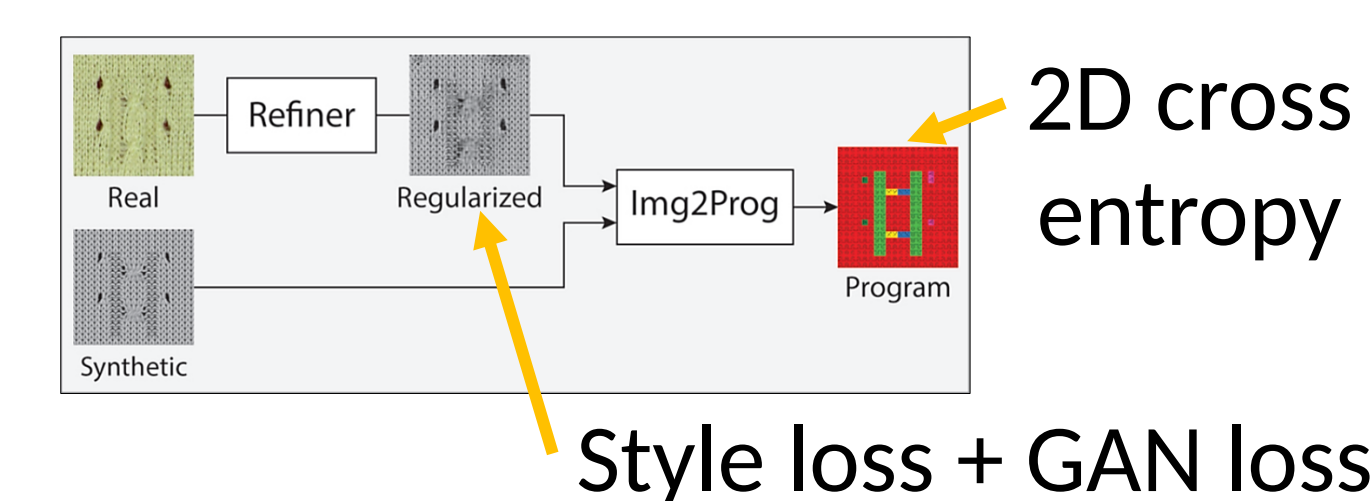 Refiner
Real
Regularized
Img2Prog
Synthetic
Program
2D cross
entropy
Style loss + GAN loss